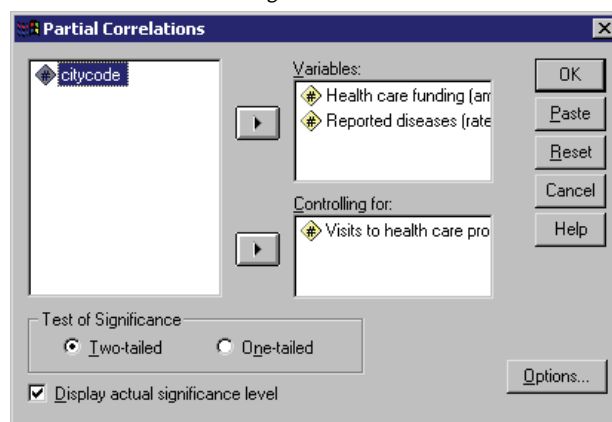 Partial Correlations
citycode
Variables:
Health care funding (am
Reported diseases (rate
Controlling for:
Visits to health care pro
OK
Paste
Reset
Cancel
Help
Test of Significance
Two-tailed
One-tailed
Display actual significance level
Options...